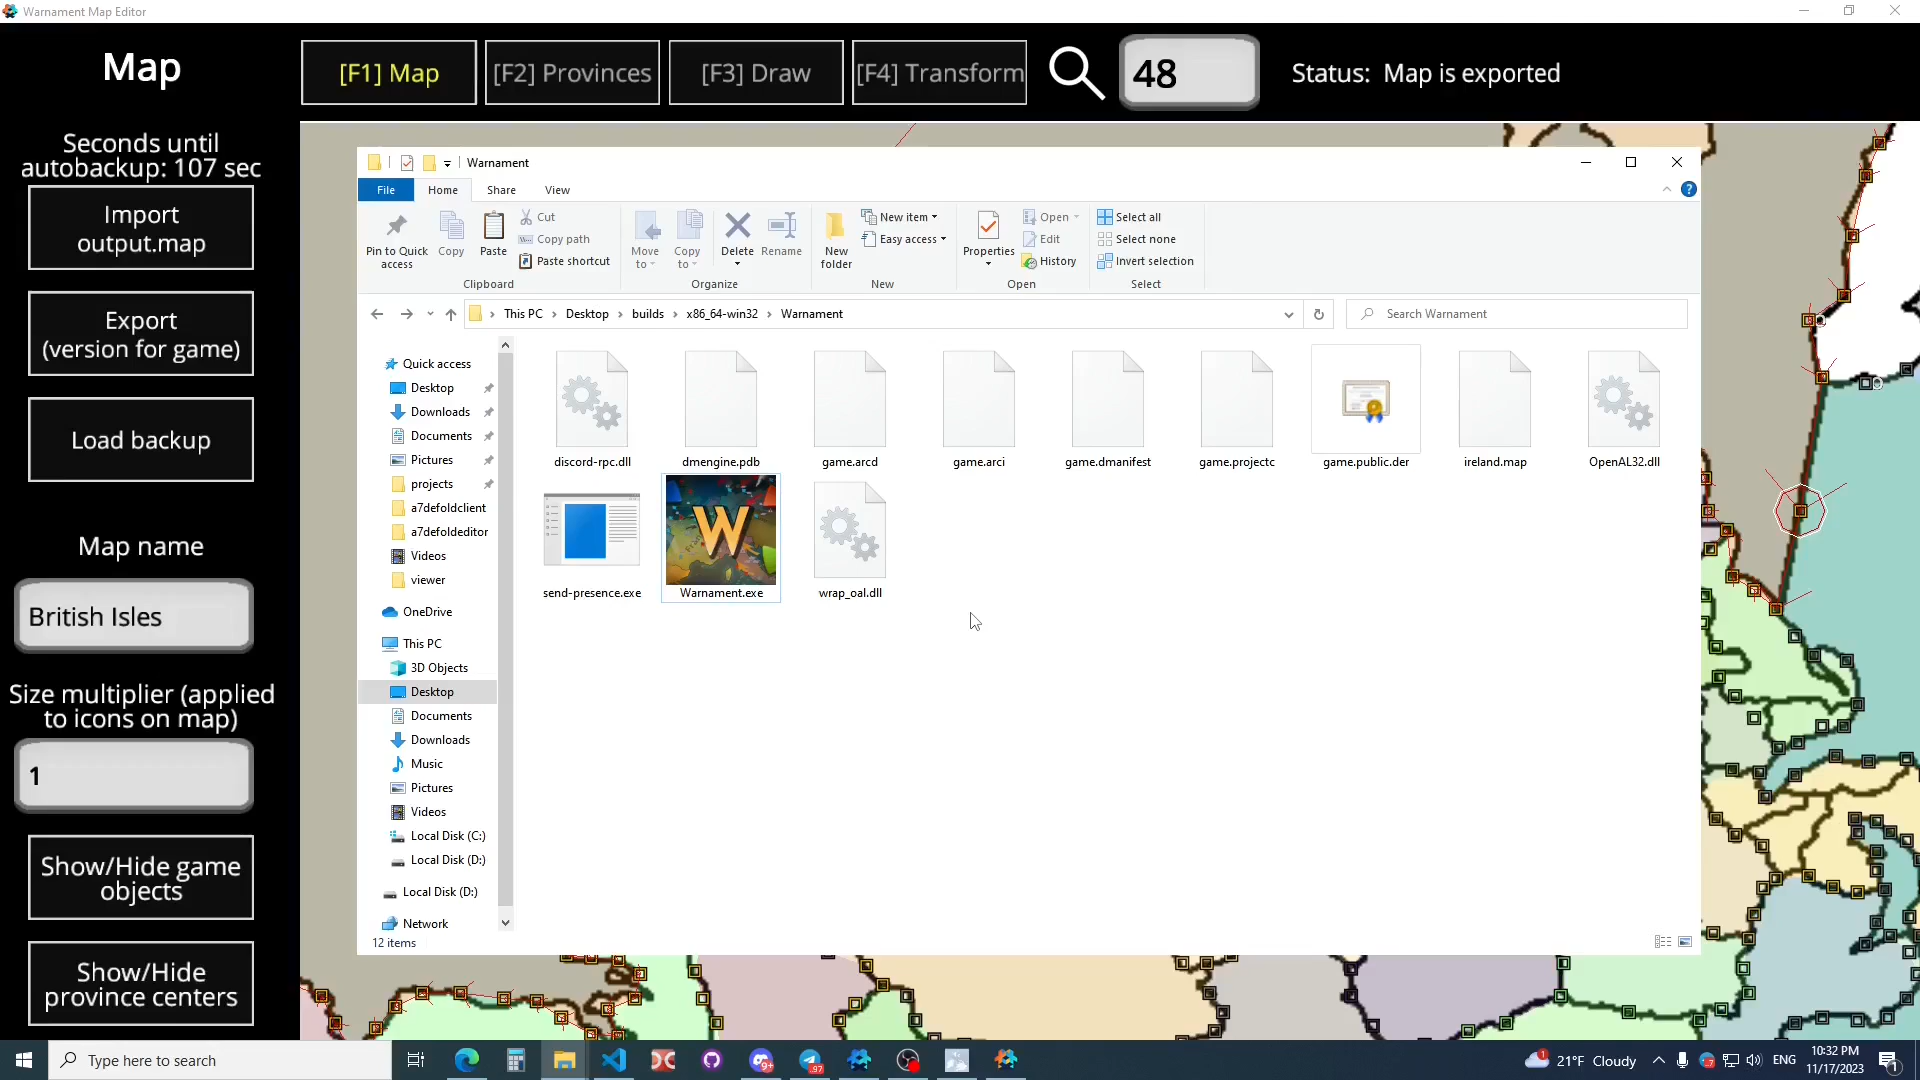 Warnament Map Editor
Map
[F1] Map
[F2] Provinces
[F3] Draw
[F4] Transform
48
Status: Map is exported
Seconds until
autobackup: 107 sec
Import
output.map
Export
(version for game)
Load backup
Map name
British Isles
Size multiplier (applied
to icons on map)
1
Show/Hide game
objects
Show/Hide
province centers
Warnament
File
Home
Share
View
Pin to Quick
access
Copy
Paste
Cut
Copy path
Paste shortcut
Clipboard
Move
to
Copy
to
Delete
Rename
Organize
New
folder
New item
Easy access
New
Properties
Open
Edit
History
Open
Select all
Select none
Invert selection
Select
This PC > Desktop > builds > x86_64-win32 > Warnament
Search Warnament
Quick access
Desktop
Downloads
Documents
Pictures
projects
a7defoldclient
a7defoldeditor
Videos
viewer
OneDrive
This PC
3D Objects
Desktop
Documents
Downloads
Music
Pictures
Videos
Local Disk (C:)
Local Disk (D:)
Local Disk (D:)
Network
discord-rpc.dll
dmengine.pdb
game.arcd
game.arci
game.dmanifest
game.projectc
game.public.der
ireland.map
OpenAL32.dll
send-presence.exe
W
Warnament.exe
wrap_oal.dll
12 items
Type here to search
9+
97
1
21°F Cloudy
ENG
10:32 PM
11/17/2023
1